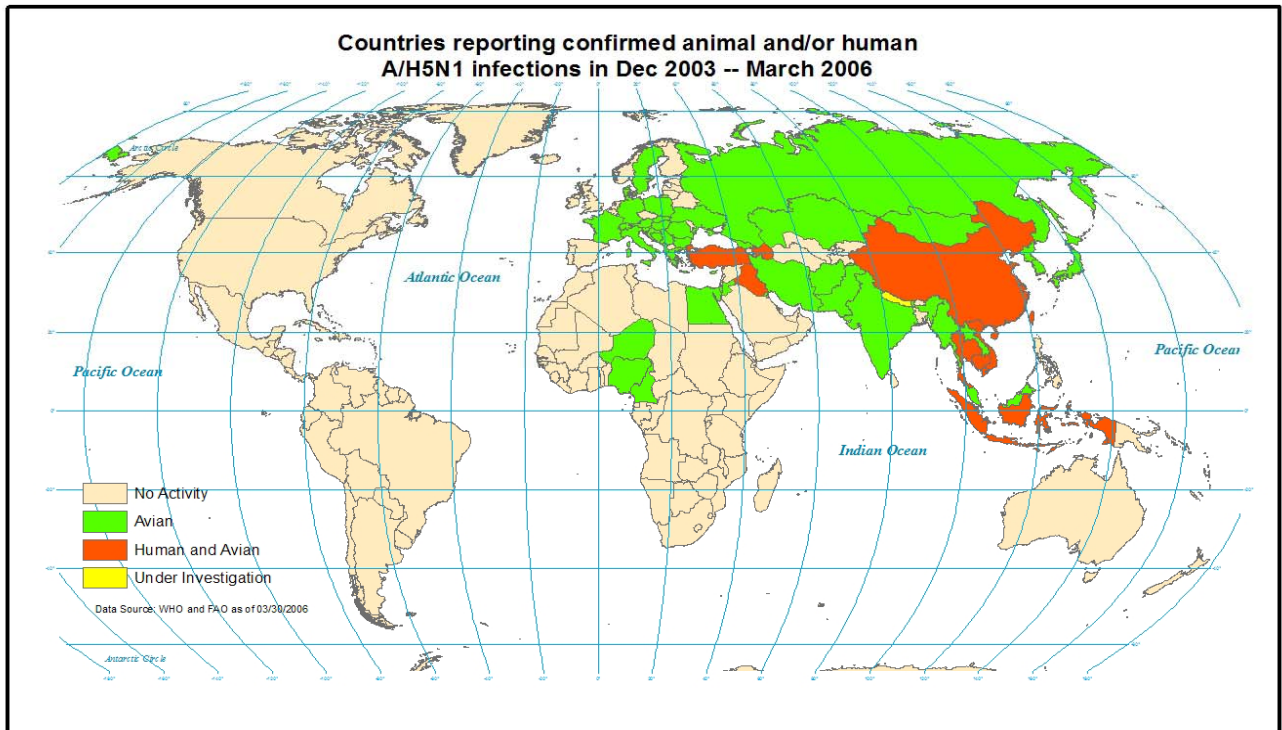 Countries reporting confirmed animal and/or human
A/H5N1 infections in Dec 2003 -- March 2006
Arctic Circle
Atlantic Ocean
Pacific Ocean
Pacific Ocean
Indian Ocean
No Activity
Avian
Human and Avian
Under Investigation
Data Source: WHO and FAO as of 03/30/2006
Antarctic Circle